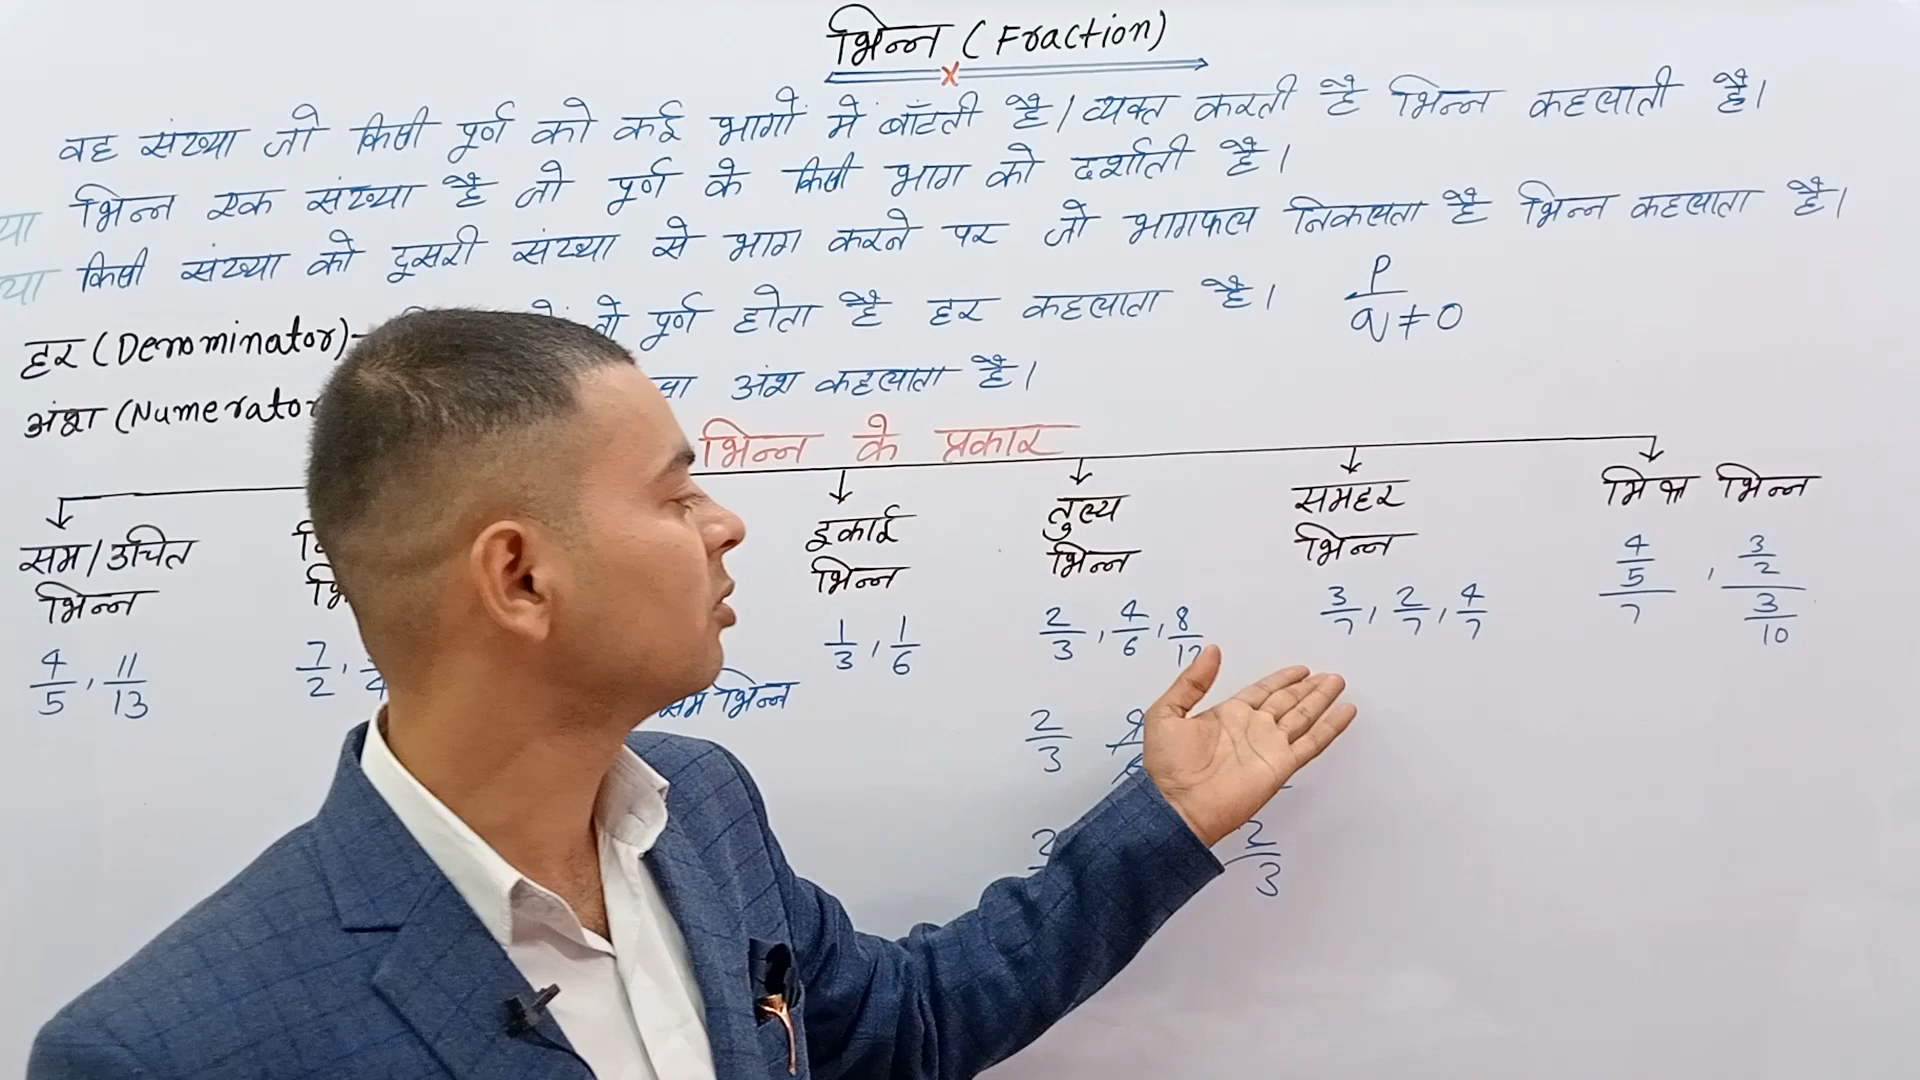 भिन्न (Fraction)
वह संख्या जो किसी पूर्ण को कई भागों में बाँटती है। व्यक्त करती है भिन्न कहलाती है।
या भिन्न एक संख्या है जो पूर्ण के किसी भाग को दर्शाती है।
या किसी संख्या को दूसरी संख्या से भाग करने पर जो भागफल निकलता है भिन्न कहलाता है।
हर (Denominator)- पूर्ण होता है हर कहलाता है। P/q≠0
अंश (Numerator अंश कहलाता है।
भिन्न के प्रकार
सम/उचित भिन्न
4/5, 11/13
7/2,
इकाई भिन्न
1/3, 1/6
सम भिन्न
तुल्य भिन्न
2/3, 4/6, 8/12
2/3
2/3
समहर भिन्न
3/7, 2/7, 4/7
मिश्र भिन्न
4/5/7, 3/2/3/10